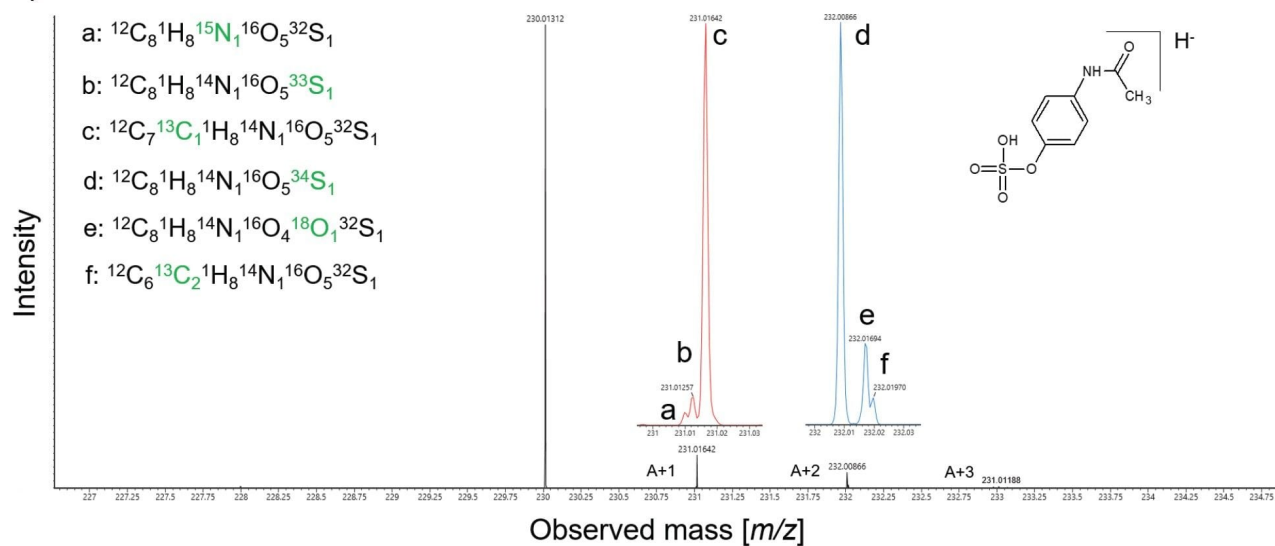 a: ¹²C₈¹H₈¹⁵N₁¹⁶O₅³²S₁
b: ¹²C₈¹H₈¹⁴N₁¹⁶O₅³³S₁
c: ¹²C₇¹³C₁¹H₈¹⁴N₁¹⁶O₅³²S₁
d: ¹²C₈¹H₈¹⁴N₁¹⁶O₅³⁴S₁
e: ¹²C₈¹H₈¹⁴N₁¹⁶O₄¹⁸O₁³²S₁
f: ¹²C₆¹³C₂¹H₈¹⁴N₁¹⁶O₅³²S₁
Intensity
230.01312
231.01642
c
b
231.01257
a
231 231.01 231.02 231.03
232.00866
d
e
232.01694
f
232.01970
232 232.01 232.02 232.03
H-
O
NH
CH₃
OH
O S O
O
A+1
231.01642
A+2
232.00866
A+3
231.01188
227 227.25 227.5 227.75 228 228.25 228.5 228.75 229 229.25 229.5 229.75 230 230.25 230.5 230.75 231 231.25 231.5 231.75 232 232.25 232.5 232.75 233 233.25 233.5 233.75 234 234.25 234.5 234.75
Observed mass [m/z]